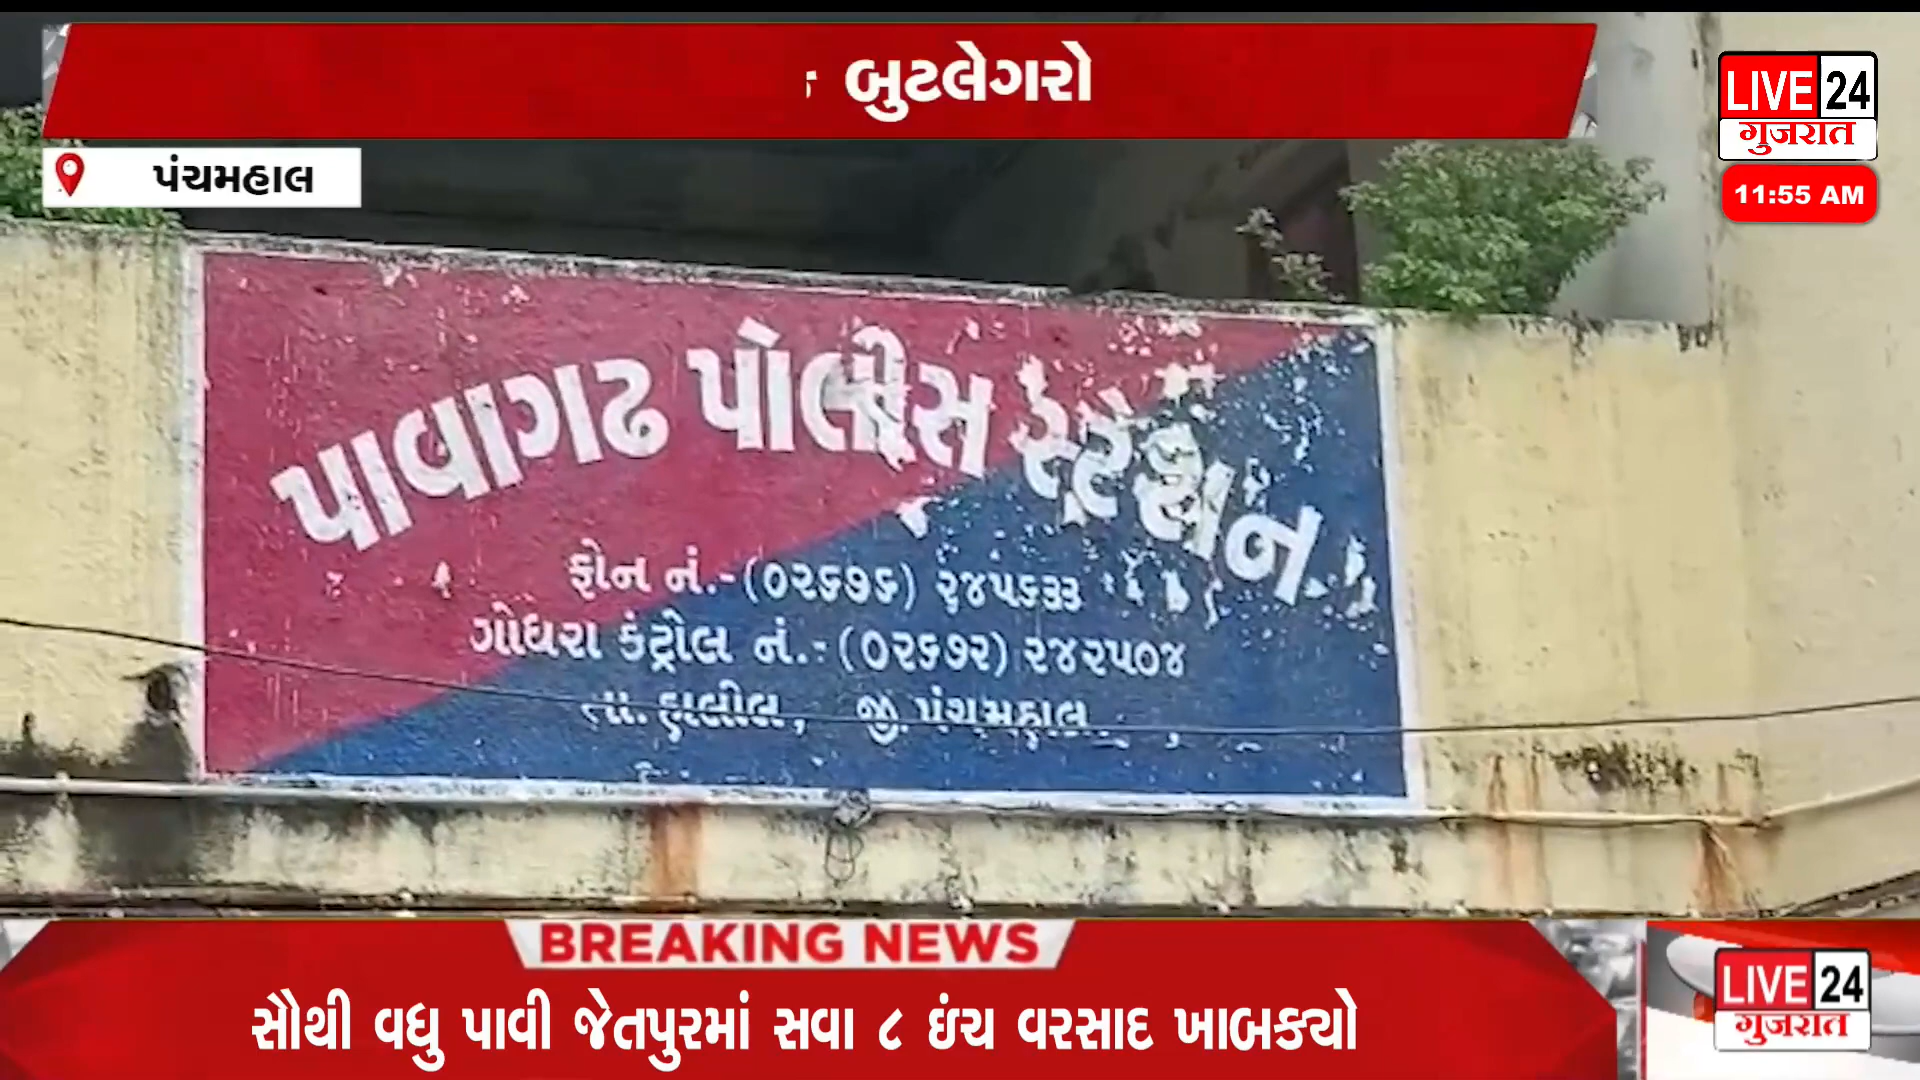 બુટલેગરો
LIVE 24
ગુજરાત
પંચમહાલ
11:55 AM
પાવાગઢ પોલીસ સ્ટેશન
ફોન નં.-(૦૨૬૭૬) ૨૪૫૬૩૩
ગોધરા કંટ્રોલ નં.:-(૦૨૬૭૨) ૨૪૨૫૦૪
તા. હાલોલ, જી. પંચમહાલ.
BREAKING NEWS
સૌથી વધુ પાવી જેતપુરમાં સવા ૮ ઇંચ વરસાદ ખાબક્યો
LIVE 24
ગુજરાત